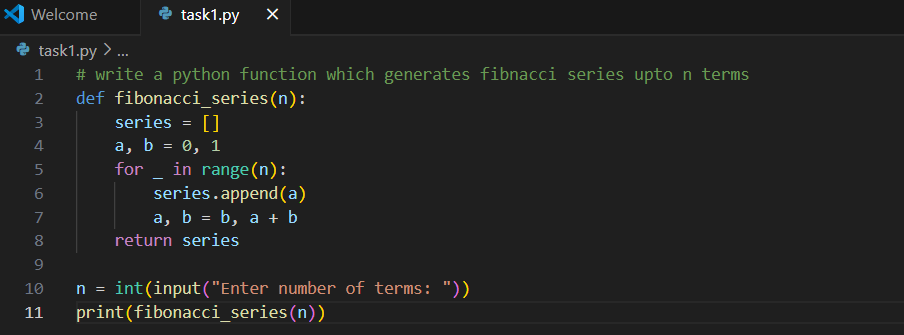 Welcome task1.py ×
task1.py > ...
1 # write a python function which generates fibnacci series upto n terms
2 def fibonacci_series(n):
3     series = []
4     a, b = 0, 1
5     for _ in range(n):
6         series.append(a)
7         a, b = b, a + b
8     return series
9
10 n = int(input("Enter number of terms: "))
11 print(fibonacci_series(n))